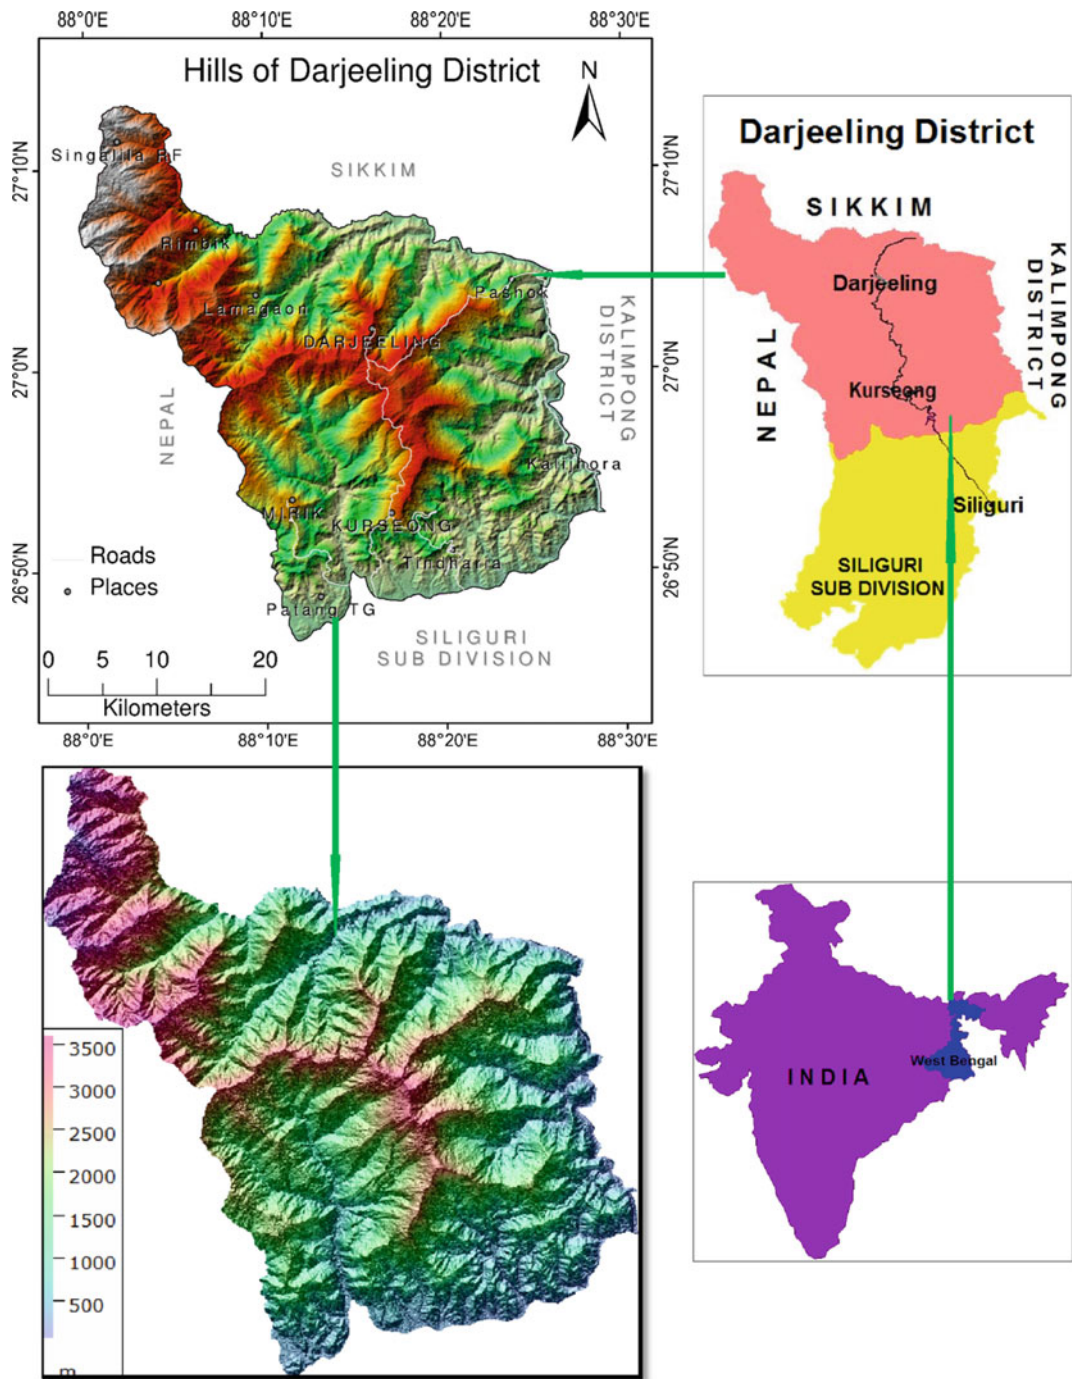 88°0'E 88°10'E 88°20'E 88°30'E
Hills of Darjeeling District
N
27°10'N
27°0'N
26°50'N
27°10'N
27°0'N
26°50'N
SIKKIM
Singalila RF
Rimbik
Lamagaon
Pashok
DARJEELING
KALIMPONG
DISTRICT
NEPAL
Kalijhora
MIRIK
KURSEONG
Tindharia
Patang TG
SILIGURI
SUB DIVISION
Roads
Places
0 5 10 20
Kilometers
88°0'E 88°10'E 88°20'E 88°30'E
Darjeeling District
SIKKIM
Darjeeling
KALIMPONG
DISTRICT
NEPAL
Kurseong
Siliguri
SILIGURI
SUB DIVISION
3500
3000
2500
2000
1500
1000
500
m
INDIA
West Bengal